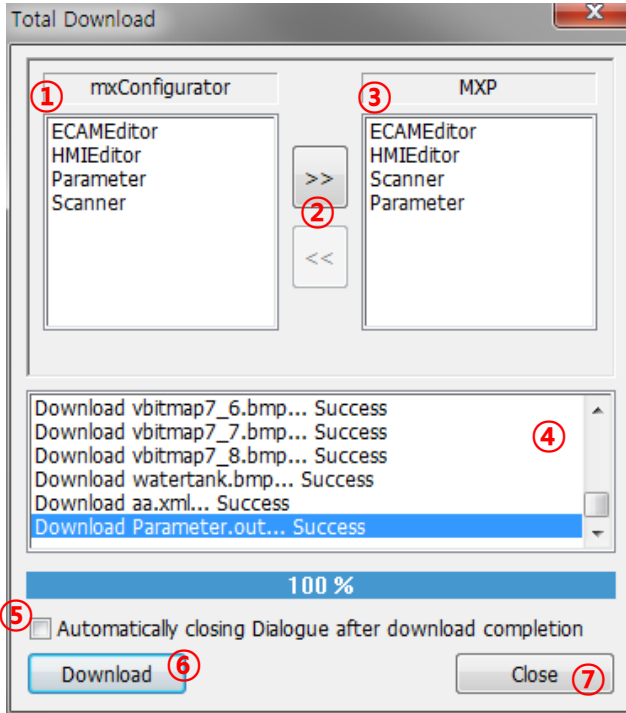 Total Download
x
① mxConfigurator
③ MXP
ECAMEditor
HMIEditor
Parameter
Scanner
>>
②
<<
ECAMEditor
HMIEditor
Scanner
Parameter
Download vbitmap7_6.bmp... Success
Download vbitmap7_7.bmp... Success
Download vbitmap7_8.bmp... Success
Download watertank.bmp... Success
Download aa.xml... Success
Download Parameter.out... Success
④
100 %
⑤ Automatically closing Dialogue after download completion
Download ⑥
Close ⑦